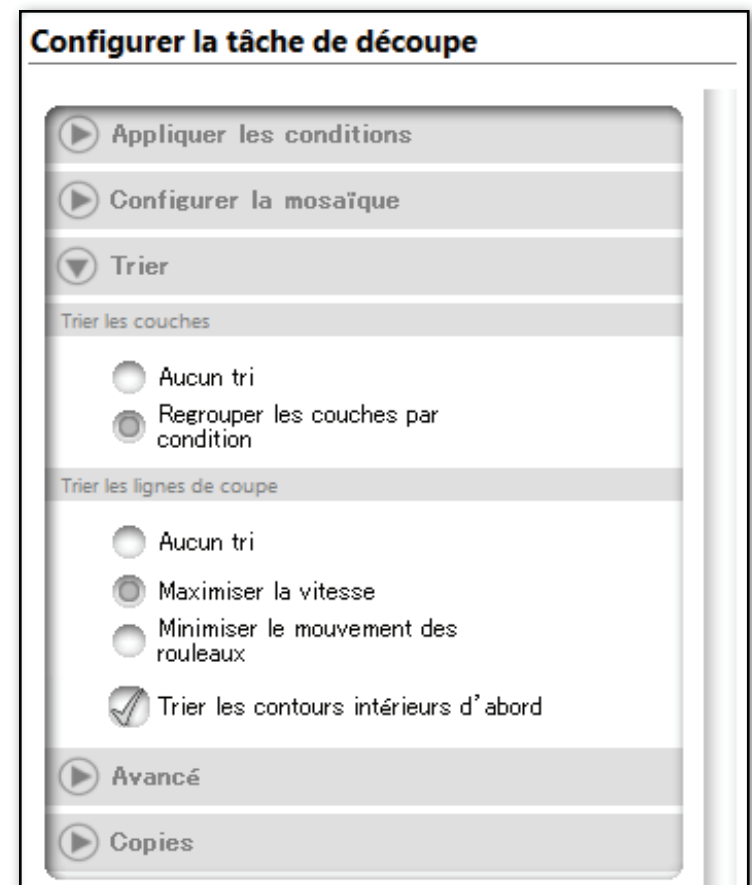 Configurer la tâche de découpe
Appliquer les conditions
Configurer la mosaïque
Trier
Trier les couches
Aucun tri
Regrouper les couches par
condition
Trier les lignes de coupe
Aucun tri
Maximiser la vitesse
Minimiser le mouvement des
rouleaux
Trier les contours intérieurs d'abord
Avancé
Copies